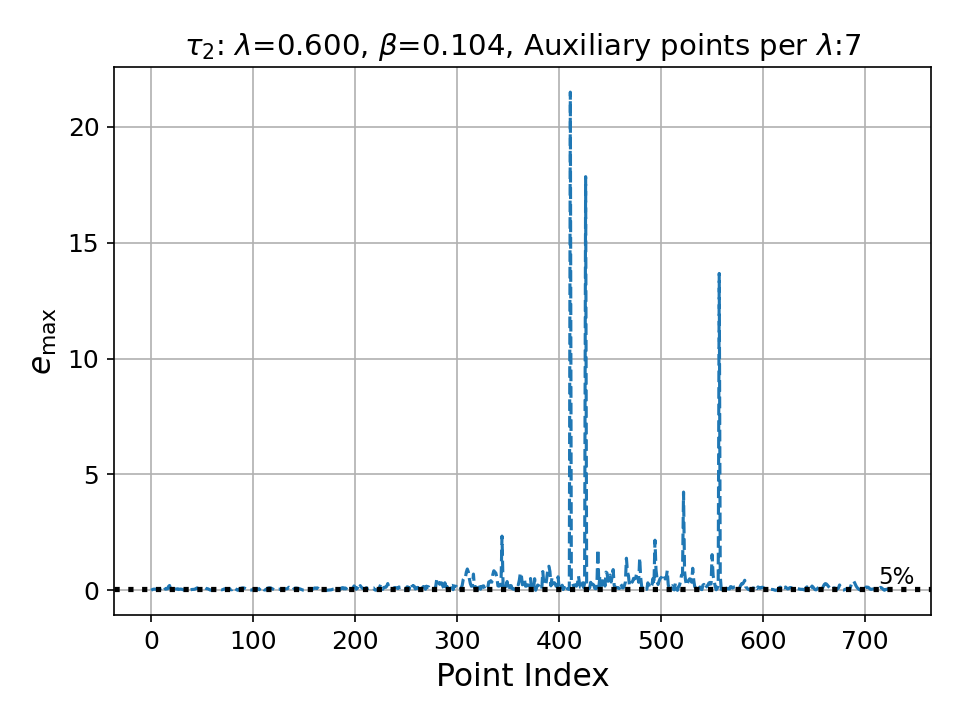 τ₂: λ=0.600, β=0.104, Auxiliary points per λ:7
e_max
20
15
10
5
0
5%
0 100 200 300 400 500 600 700
Point Index